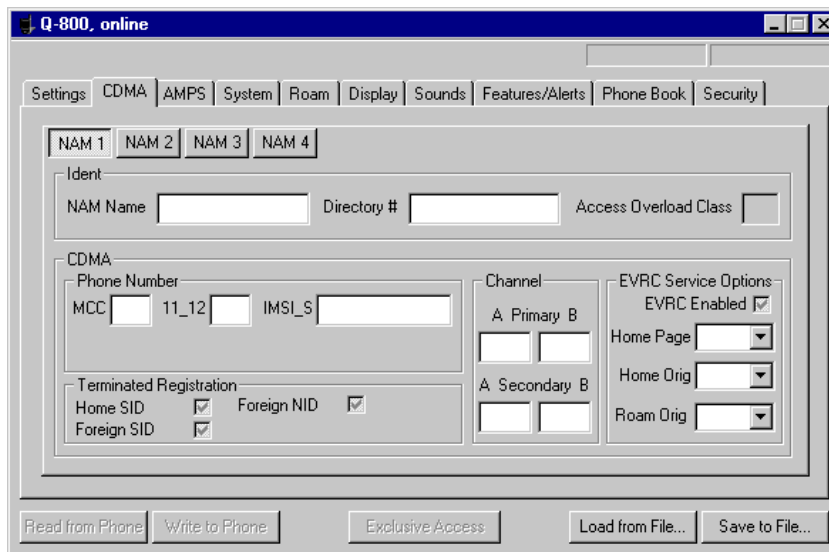 Q-800, online
Settings CDMA AMPS System Roam Display Sounds Features/Alerts Phone Book Security
NAM 1 NAM 2 NAM 3 NAM 4
Ident
NAM Name Directory # Access Overload Class
CDMA
Phone Number
MCC 11_12 IMSI_S
Terminated Registration
Home SID Foreign NID
Foreign SID
Channel
A Primary B
A Secondary B
EVRC Service Options
EVRC Enabled
Home Page
Home Orig
Roam Orig
Read from Phone Write to Phone Exclusive Access Load from File... Save to File...